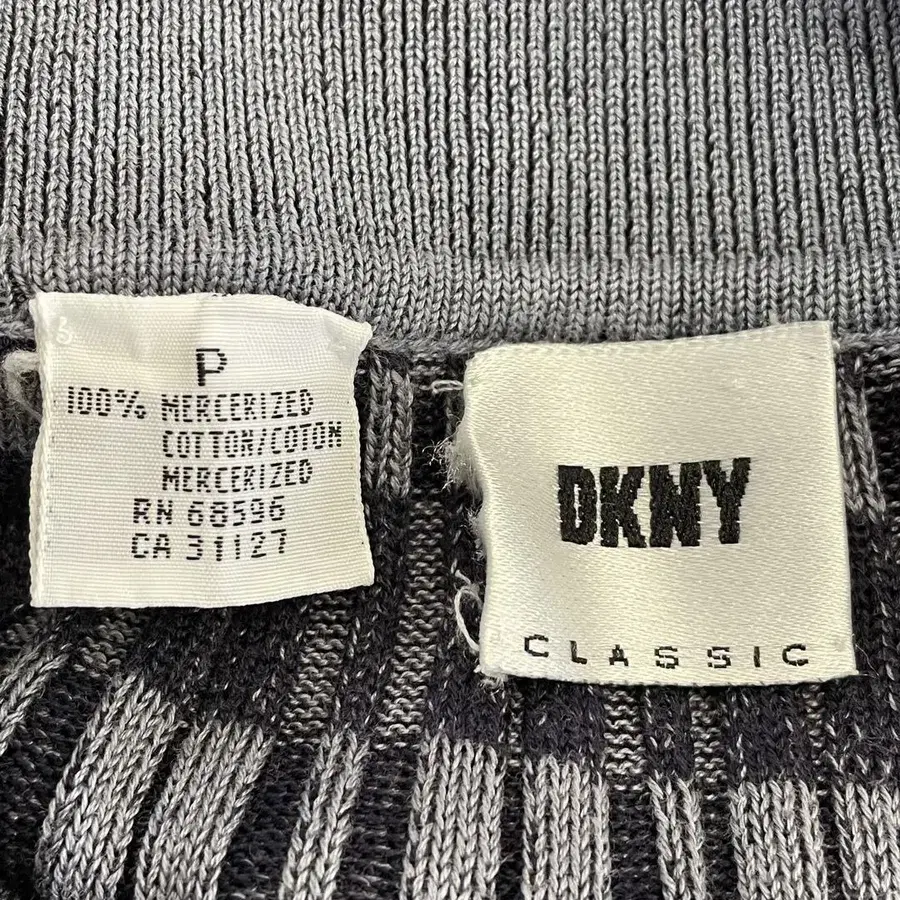 P
100% MERCERIZED
COTTON/COTON
MERCERIZED
RN 68596
CA 31127
DKNY
CLASSIC